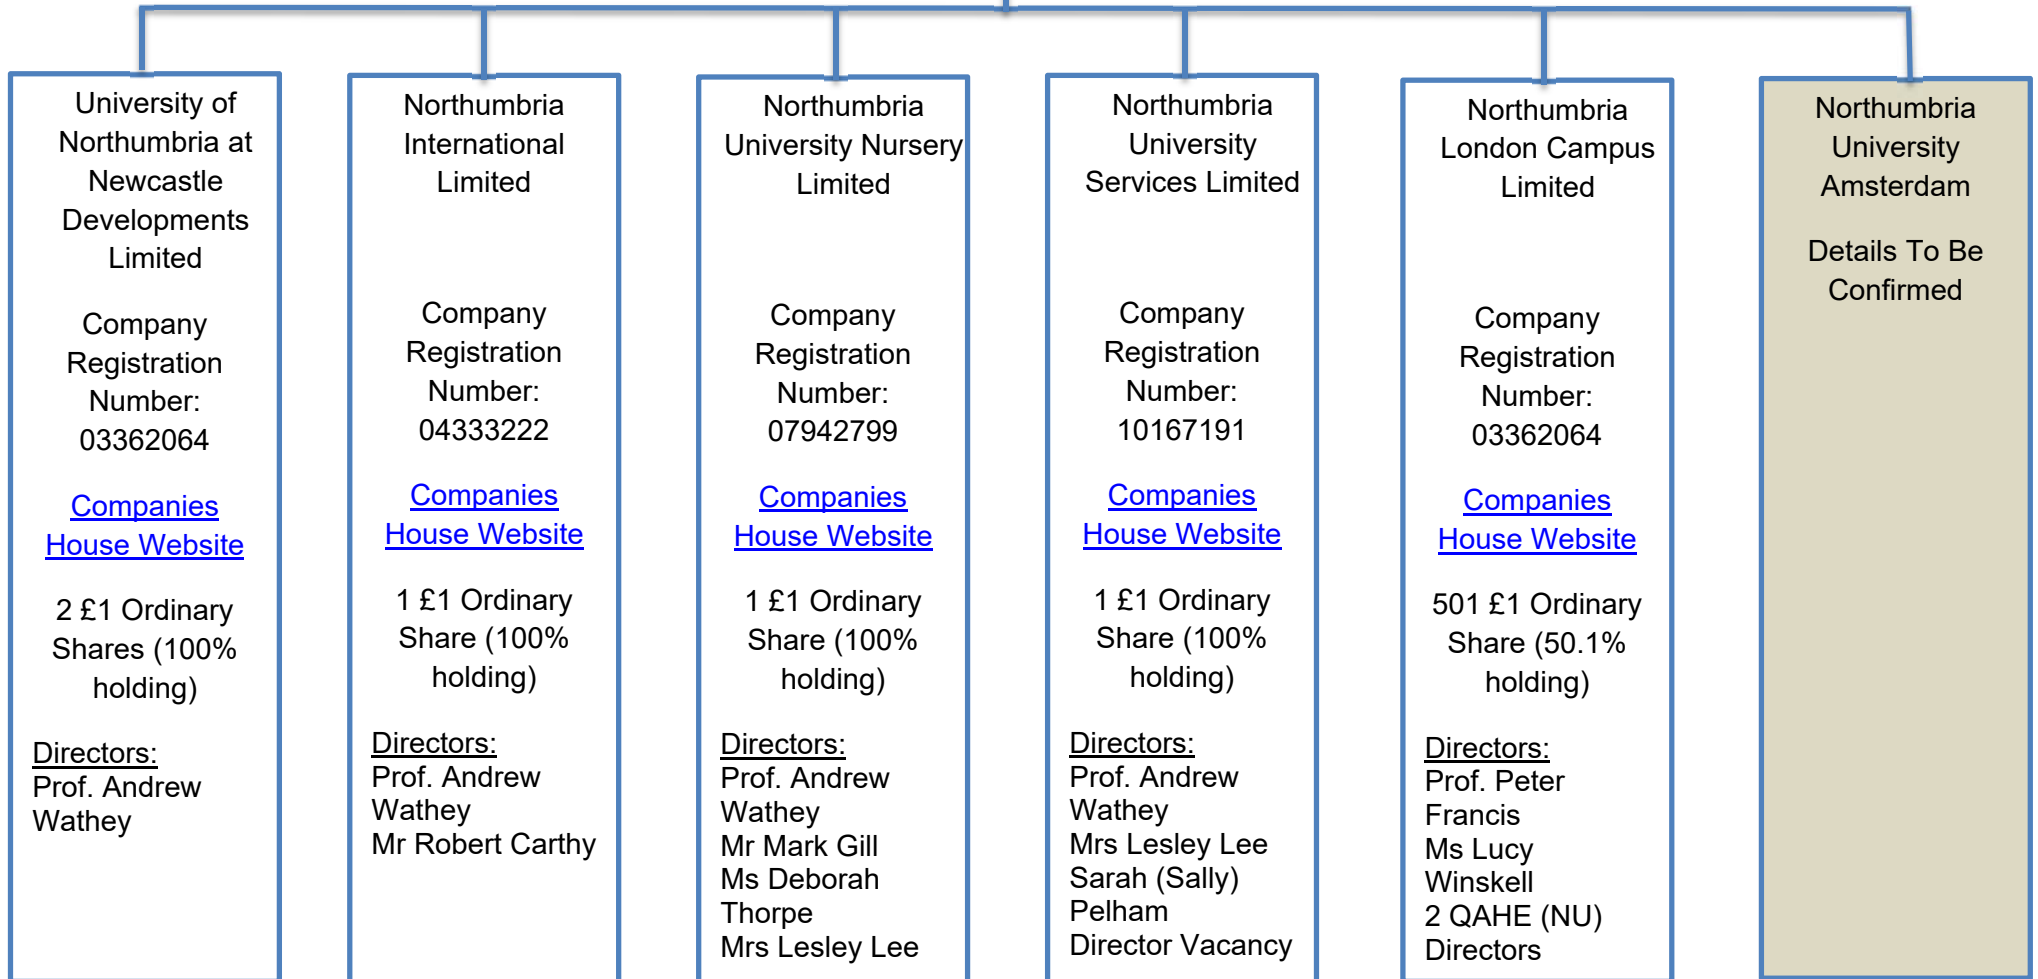 University of
Northumbria at
Newcastle
Developments
Limited
Company
Registration
Number:
03362064
Companies
House Website
2 £1 Ordinary
Shares (100%
holding)
Directors:
Prof. Andrew
Wathey
Northumbria
International
Limited
Company
Registration
Number:
04333222
Companies
House Website
1 £1 Ordinary
Share (100%
holding)
Directors:
Prof. Andrew
Wathey
Mr Robert Carthy
Northumbria
University Nursery
Limited
Company
Registration
Number:
07942799
Companies
House Website
1 £1 Ordinary
Share (100%
holding)
Directors:
Prof. Andrew
Wathey
Mr Mark Gill
Ms Deborah
Thorpe
Mrs Lesley Lee
Northumbria
University
Services Limited
Company
Registration
Number:
10167191
Companies
House Website
1 £1 Ordinary
Share (100%
holding)
Directors:
Prof. Andrew
Wathey
Mrs Lesley Lee
Sarah (Sally)
Pelham
Director Vacancy
Northumbria
London Campus
Limited
Company
Registration
Number:
03362064
Companies
House Website
501 £1 Ordinary
Share (50.1%
holding)
Directors:
Prof. Peter
Francis
Ms Lucy
Winskell
2 QAHE (NU)
Directors
Northumbria
University
Amsterdam
Details To Be
Confirmed